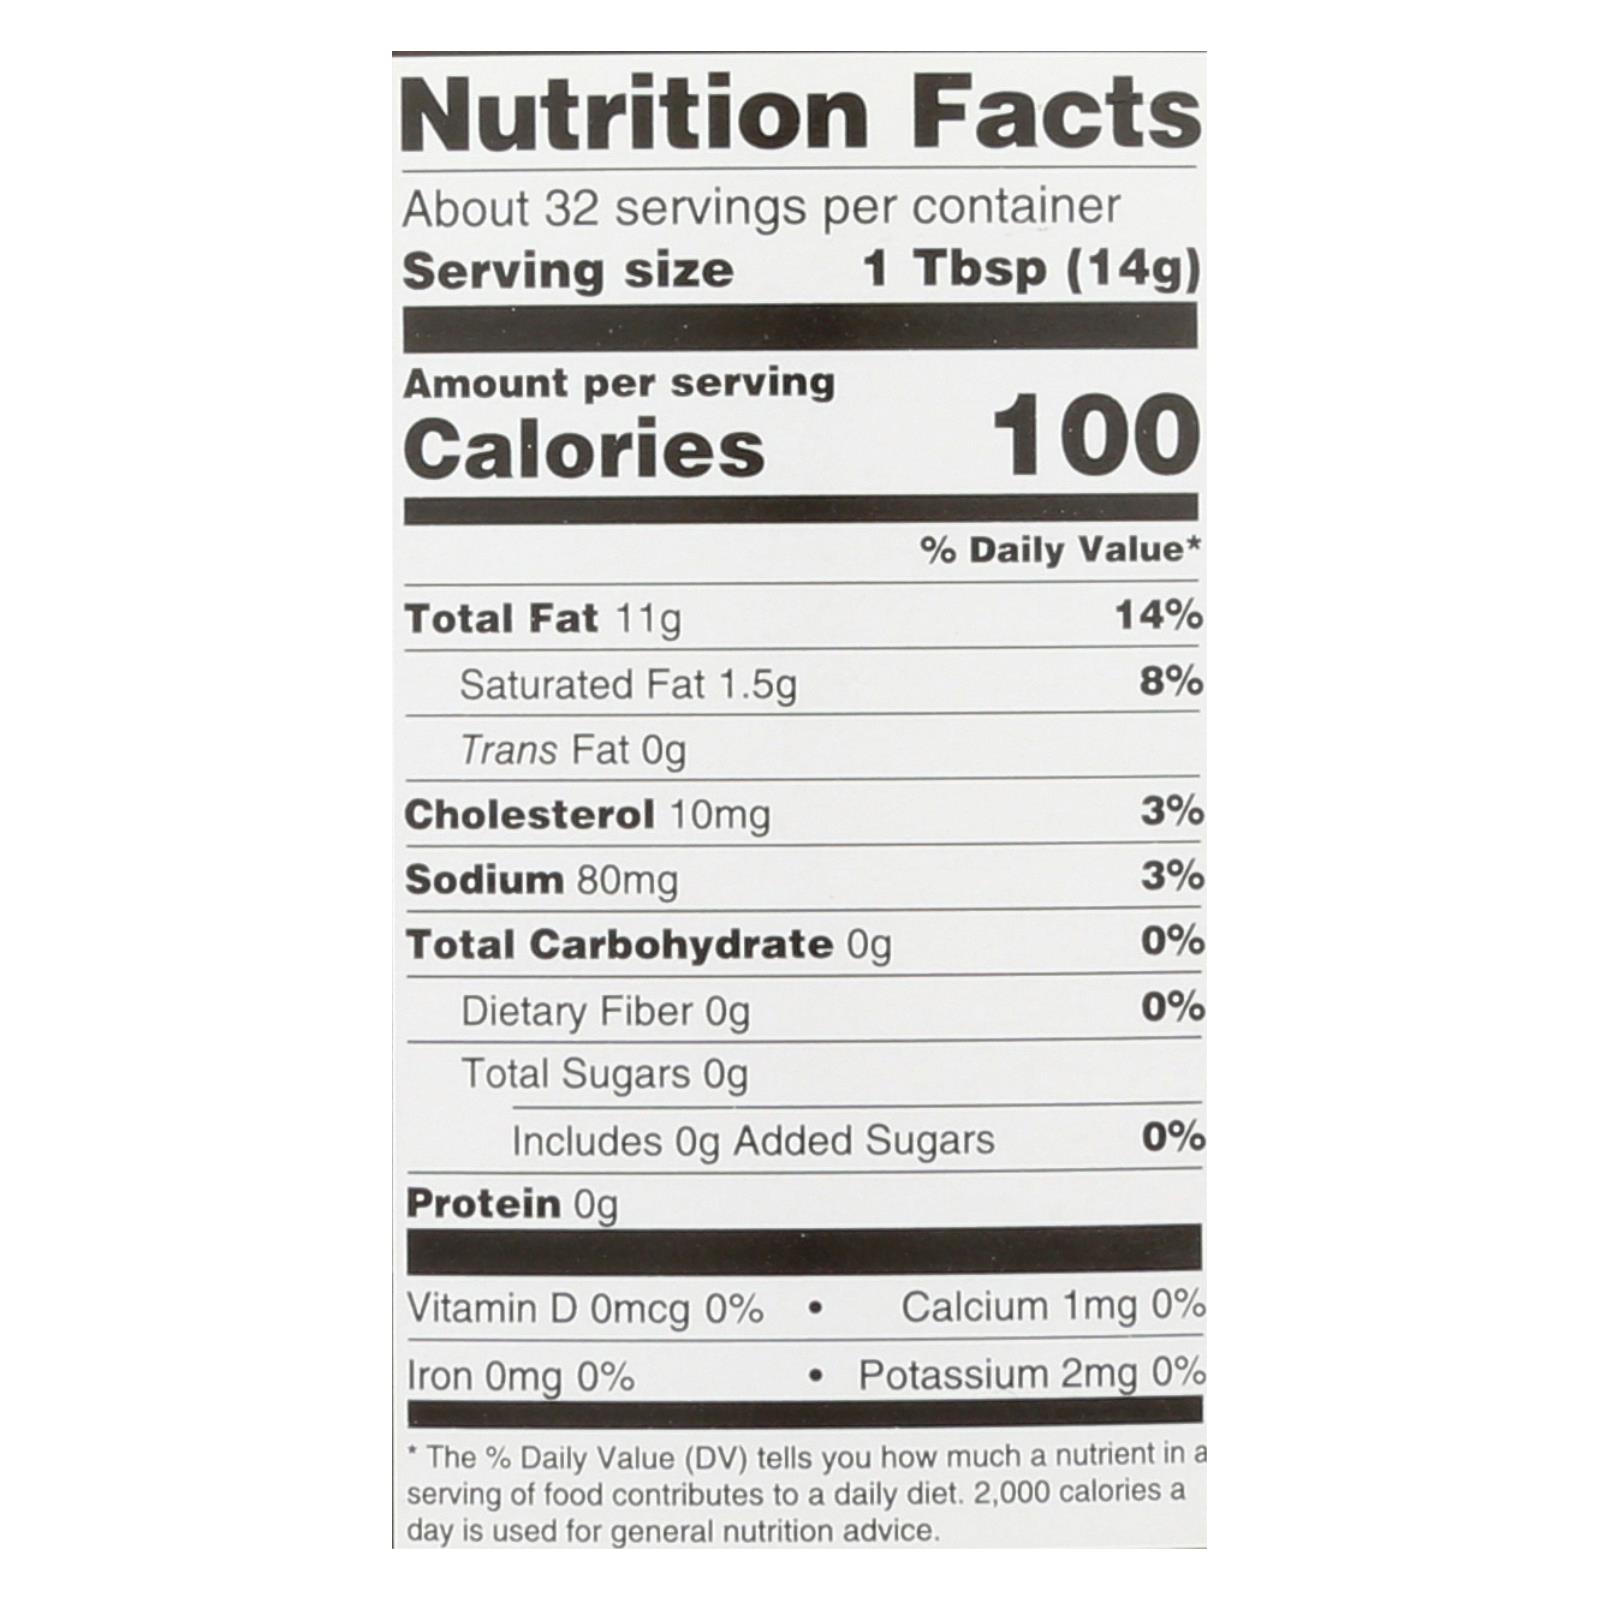 Nutrition Facts
About 32 servings per container
Serving size 1 Tbsp (14g)
Amount per serving
Calories 100
% Daily Value*
Total Fat 11g 14%
Saturated Fat 1.5g 8%
Trans Fat 0g
Cholesterol 10mg 3%
Sodium 80mg 3%
Total Carbohydrate 0g 0%
Dietary Fiber 0g 0%
Total Sugars 0g
Includes 0g Added Sugars 0%
Protein 0g
Vitamin D 0mcg 0% • Calcium 1mg 0%
Iron 0mg 0% • Potassium 2mg 0%
* The % Daily Value (DV) tells you how much a nutrient in a
serving of food contributes to a daily diet. 2,000 calories a
day is used for general nutrition advice.